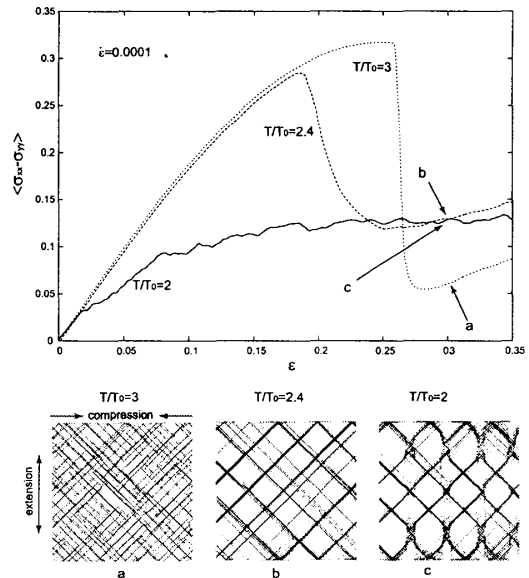 0.35
0.3
0.25
0.2
0.15
0.1
0.05
0
<σxx-σyy>
ε̇=0.0001
T/T0=3
T/T0=2.4
T/T0=2
b
c
a
0 0.05 0.1 0.15 0.2 0.25 0.3 0.35
ε
T/T0=3 T/T0=2.4 T/T0=2
compression
extension
a b c